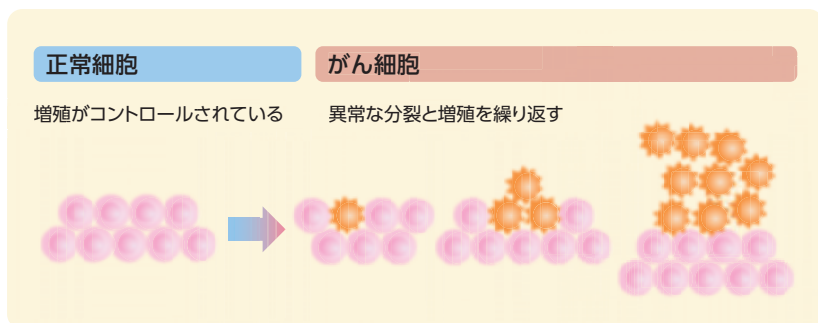 正常細胞
がん細胞
増殖がコントロールされている
異常な分裂と増殖を繰り返す